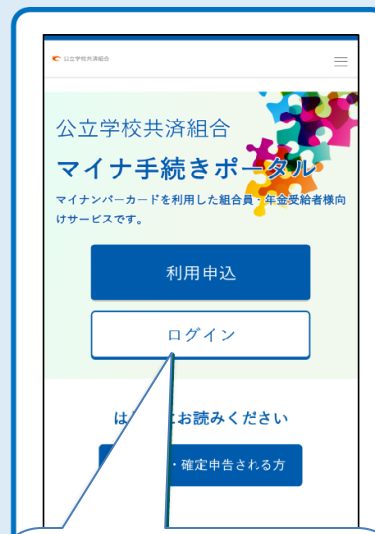 公立学校共済組合
公立学校共済組合
マイナ手続きポータル
マイナンバーカードを利用した組合員・年金受給者様向
けサービスです。
利用申込
ログイン
は お読みください
・確定申告される方